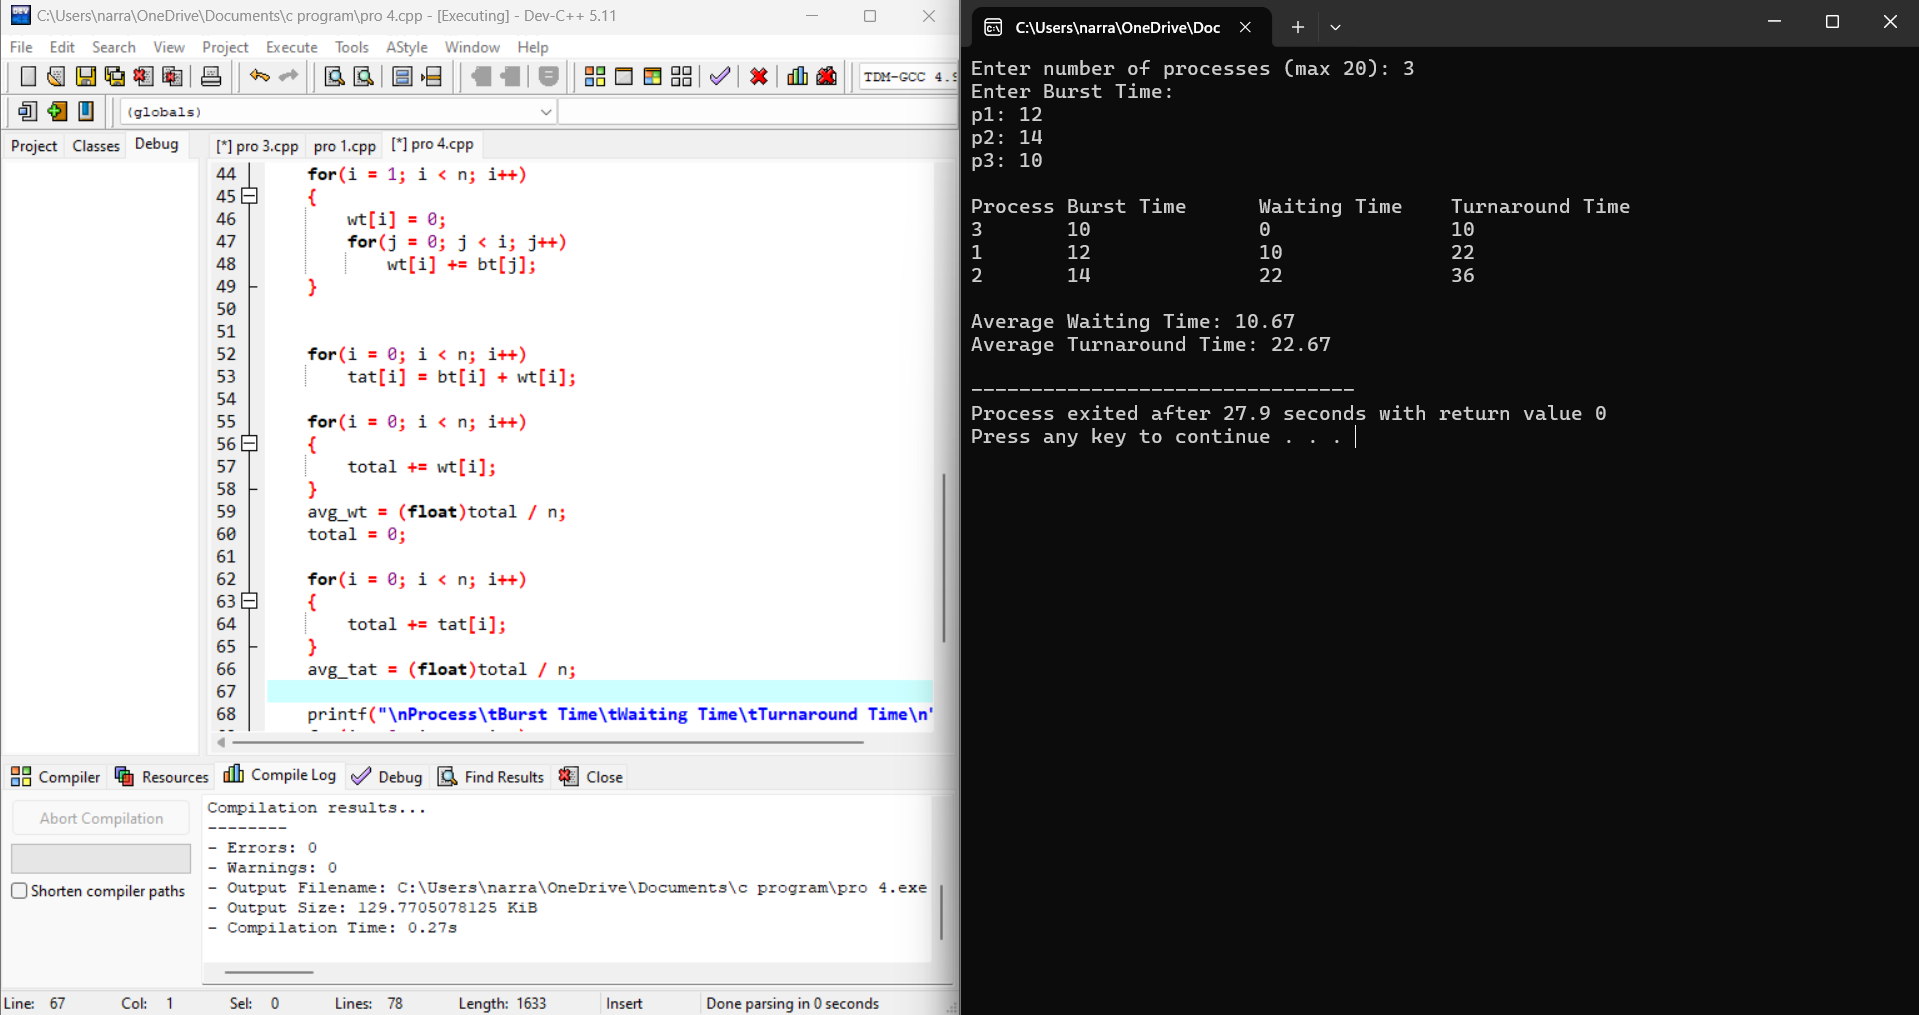 C:\Users\narra\OneDrive\Documents\c program\pro 4.cpp - [Executing] - Dev-C++ 5.11
File Edit Search View Project Execute Tools AStyle Window Help
TDM-GCC 4.9
(globals)
Project Classes Debug
[*] pro 3.cpp pro 1.cpp [*] pro 4.cpp
44 for(i = 1; i < n; i++)
45 {
46 wt[i] = 0;
47 for(j = 0; j < i; j++)
48 wt[i] += bt[j];
49 }
50
51
52 for(i = 0; i < n; i++)
53 tat[i] = bt[i] + wt[i];
54
55 for(i = 0; i < n; i++)
56 {
57 total += wt[i];
58 }
59 avg_wt = (float)total / n;
60 total = 0;
61
62 for(i = 0; i < n; i++)
63 {
64 total += tat[i];
65 }
66 avg_tat = (float)total / n;
67
68 printf("\nProcess\tBurst Time\tWaiting Time\tTurnaround Time\n"
Compiler Resources Compile Log Debug Find Results Close
Abort Compilation
Shorten compiler paths
Compilation results...
--------
- Errors: 0
- Warnings: 0
- Output Filename: C:\Users\narra\OneDrive\Documents\c program\pro 4.exe
- Output Size: 129.7705078125 KiB
- Compilation Time: 0.27s
Line: 67 Col: 1 Sel: 0 Lines: 78 Length: 1633 Insert Done parsing in 0 seconds
C:\Users\narra\OneDrive\Doc
Enter number of processes (max 20): 3
Enter Burst Time:
p1: 12
p2: 14
p3: 10
Process Burst Time Waiting Time Turnaround Time
3 10 0 10
1 12 10 22
2 14 22 36
Average Waiting Time: 10.67
Average Turnaround Time: 22.67
--------------------------------
Process exited after 27.9 seconds with return value 0
Press any key to continue . . .